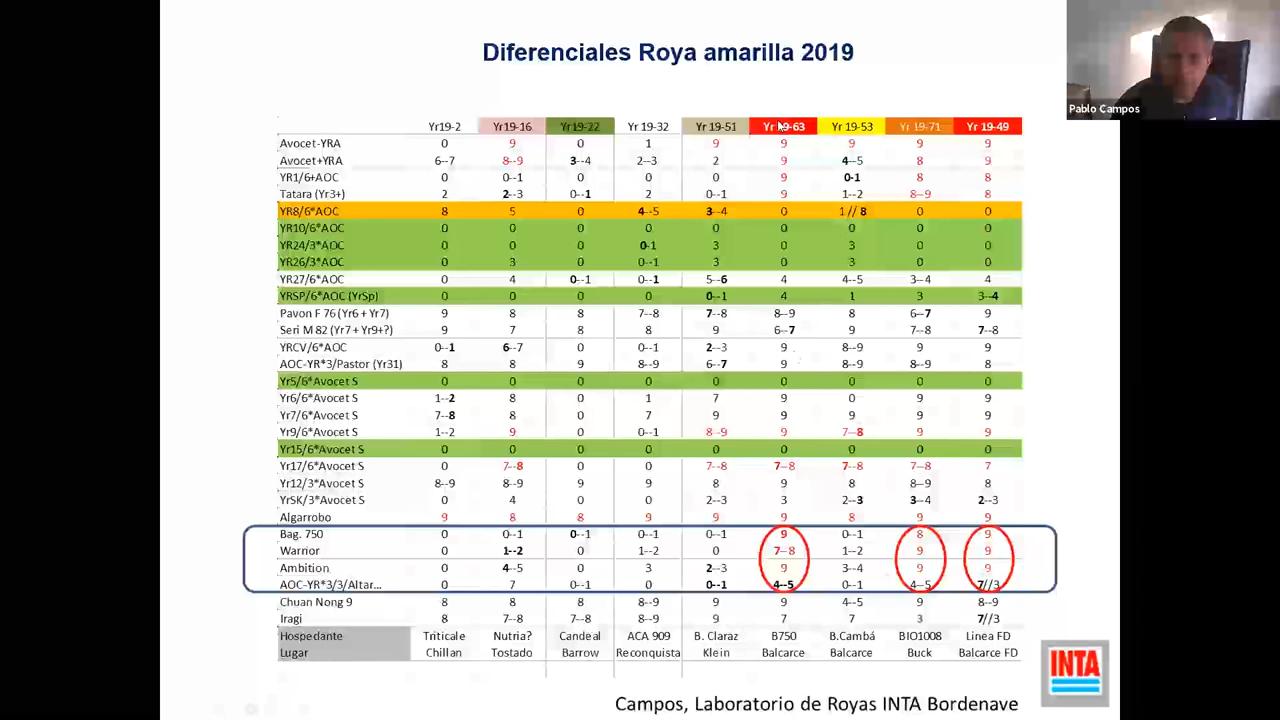 Diferenciales Roya amarilla 2019
Pablo Campos
Yr19-2 Yr19-16 Yr19-22 Yr19-32 Yr19-51 Yr19-63 Yr19-53 Yr19-71 Yr19-49
Avocet-YRA 0 9 0 1 9 9 9 9 9
Avocet+YRA 6--7 8--9 3--4 2--3 2 9 4--5 8 9
YR1/6+AOC 0 0--1 0 0 0 9 0-1 8 8
Tatara (Yr3+) 2 2--3 0--1 2 0--1 9 1--2 8--9 8
YR8/6*AOC 8 5 0 4--5 3--4 0 1 // 8 0 0
YR10/6*AOC 0 0 0 0 0 0 0 0 0
YR24/3*AOC 0 0 0 0-1 3 0 3 0 0
YR26/3*AOC 0 3 0 0--1 3 0 3 0 0
YR27/6*AOC 0 4 0--1 0--1 5--6 4 4--5 3--4 4
YRSP/6*AOC (YrSp) 0 0 0 0 0--1 4 1 3 3--4
Pavon F 76 (Yr6 + Yr7) 9 8 8 7--8 7--8 8--9 8 6--7 9
Seri M 82 (Yr7 + Yr9+?) 9 7 8 8 9 6--7 9 7--8 7--8
YRCV/6*AOC 0--1 6--7 0 0--1 2--3 9 8--9 9 9
AOC-YR*3/Pastor (Yr31) 8 8 9 8--9 6--7 9 8--9 8--9 8
Yr5/6*Avocet S 0 0 0 0 0 0 0 0 0
Yr6/6*Avocet S 1--2 8 0 1 7 9 0 9 9
Yr7/6*Avocet S 7--8 8 0 7 9 9 9 9 9
Yr9/6*Avocet S 1--2 9 0 0--1 8--9 9 7--8 9 9
Yr15/6*Avocet S 0 0 0 0 0 0 0 0 0
Yr17/6*Avocet S 0 7--8 0 0 7--8 7--8 7--8 7--8 7
Yr12/3*Avocet S 8--9 8--9 9 9 8 9 8 8--9 8
YrSK/3*Avocet S 0 4 0 0 2--3 3 2--3 3--4 2--3
Algarrobo 9 8 8 9 9 9 8 9 9
Bag. 750 0 0--1 0--1 0--1 0--1 9 0--1 8 9
Warrior 0 1--2 0 1--2 0 7--8 1--2 9 9
Ambition 0 4--5 0 3 2--3 9 3--4 9 9
AOC-YR*3/3/Altar... 0 7 0--1 0 0--1 4--5 0--1 4--5 7//3
Chuan Nong 9 8 8 8 8--9 9 9 4--5 9 8--9
Iragi 8 7--8 7--8 8--9 9 7 7 3 7//3
Hospedante Triticale Nutria? Candeal ACA 909 B. Claraz B750 B.Cambá BIO1008 Linea FD
Lugar Chillan Tostado Barrow Reconquista Klein Balcarce Balcarce Buck Balcarce FD
INTA
Campos, Laboratorio de Royas INTA Bordenave